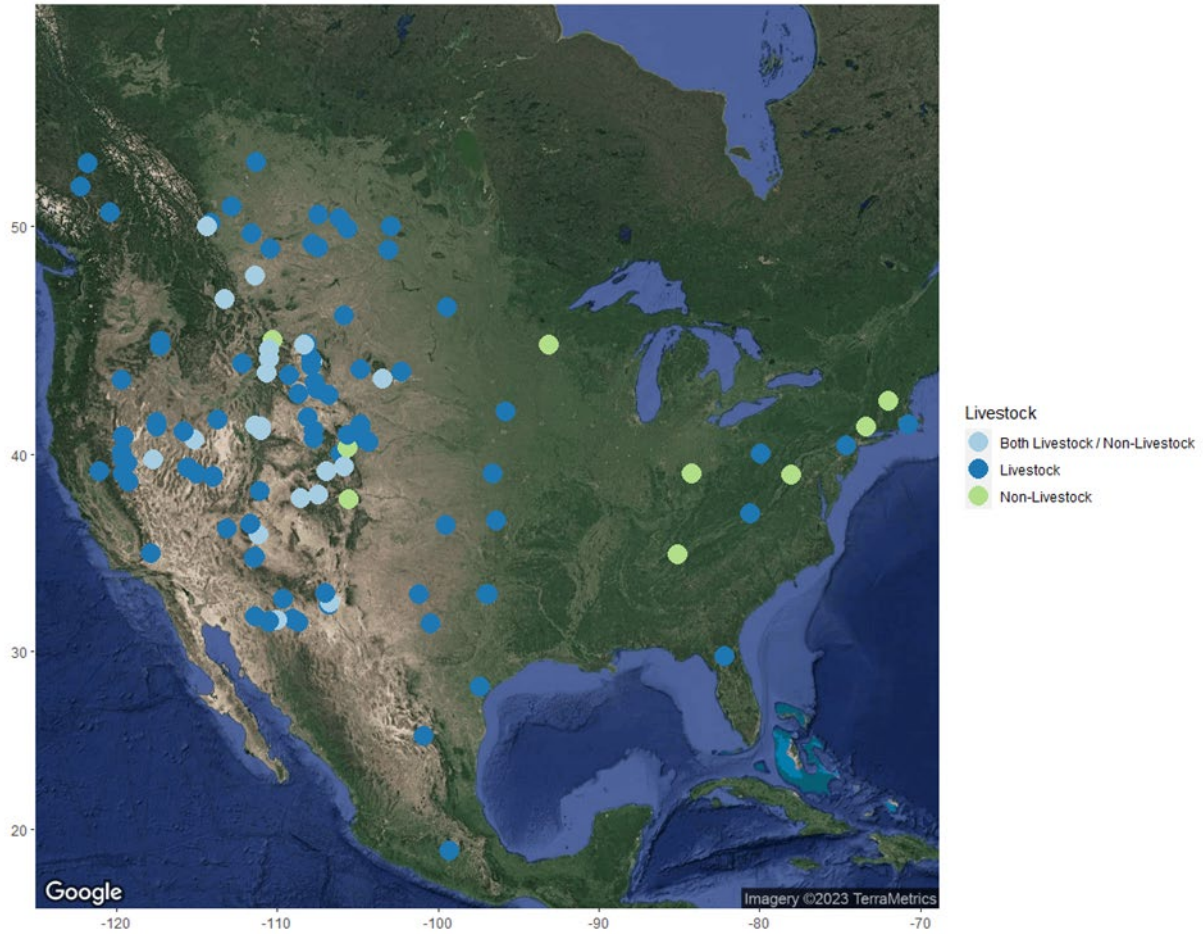 50
40
30
20
-120
-110
-100
-90
-80
-70
Google
Imagery ©2023 TerraMetrics
Livestock
Both Livestock / Non-Livestock
Livestock
Non-Livestock